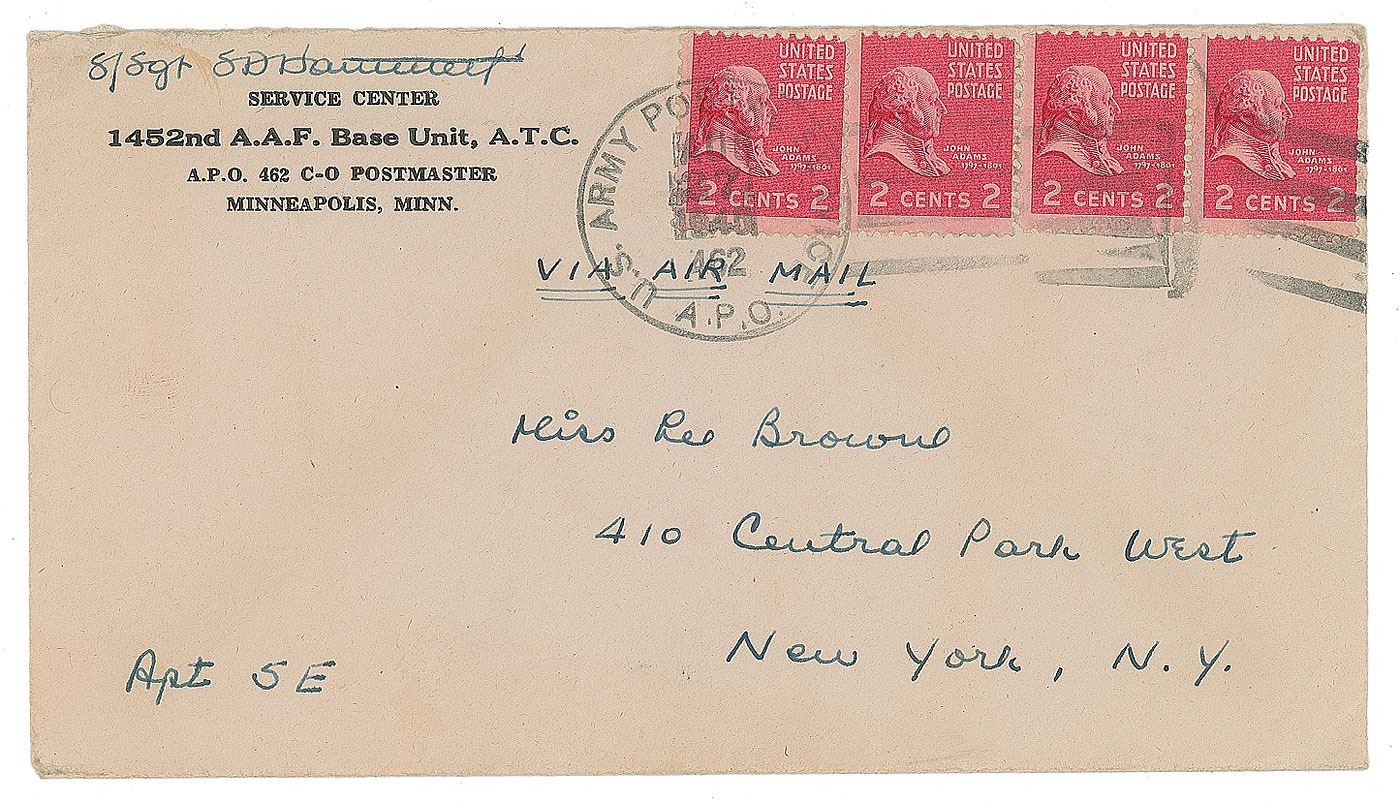 S/Sgt S D Hammert
SERVICE CENTER
1452nd A.A.F. Base Unit, A.T.C.
A.P.O. 462 C-O POSTMASTER
MINNEAPOLIS, MINN.
UNITED
STATES
POSTAGE
JOHN
ADAMS
1797-1801
2 CENTS 2
UNITED
STATES
POSTAGE
JOHN
ADAMS
1797-1801
2 CENTS 2
UNITED
STATES
POSTAGE
JOHN
ADAMS
1797-1801
2 CENTS 2
UNITED
STATES
POSTAGE
JOHN
ADAMS
1797-1801
2 CENTS 2
U.S. ARMY
462
A.P.O.
VIA AIR MAIL
Miss Ree Browne
410 Central Park West
New York, N.Y.
Apt 5E